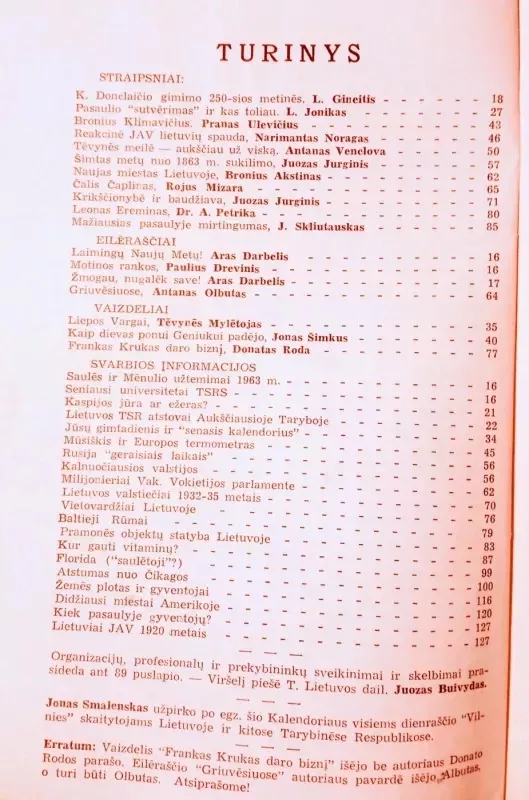 TURINYS
STRAIPSNIAI:
K. Donelaičio gimimo 250-sios metinės, L. Gineitis - - - - - - 18
Pasaulio “sutvėrimas” ir kas toliau. L. Jonikas - - - - - - 27
Bronius Klimavičius. Pranas Ulevičius - - - - - - 43
Reakcinė JAV lietuvių spauda, Narimantas Noragas - - - - - 46
Tėvynės meilė — aukščiau už viską. Antanas Venclova - - - - 50
Šimtas metų nuo 1863 m. sukilimo, Juozas Jurginis - - - - - 57
Naujas miestas Lietuvoje, Bronius Akstinas - - - - - - 62
Čalis Čaplinas, Rojus Mizara - - - - - - - - 65
Krikščionybė ir baudžiava, Juozas Jurginis - - - - - - 71
Leonas Ereminas, Dr. A. Petrika - - - - - - - 80
Mažiausias pasaulyje mirtingumas, J. Skliutauskas - - - - - 85
EILĖRAŠČIAI
Laimingų Naujų Metų! Aras Darbelis - - - - - - - 16
Motinos rankos, Paulius Drevinis - - - - - - - 16
Žmogau, nugalėk save! Aras Darbelis - - - - - - - 17
Griuvėsiuose, Antanas Olbutas - - - - - - - 64
VAIZDELIAI
Liepos Vargai, Tėvynės Mylėtojas - - - - - - - 35
Kaip dievas ponui Geniukui padėjo, Jonas Šimkus - - - - - 40
Frankas Krukas daro biznį, Donatas Roda - - - - - - 77
SVARBIOS ĮNFORMACIJOS
Saulės ir Mėnulio užtemimai 1963 m. - - - - - - - 16
Seniausi universitetai TSRS - - - - - - - - 16
Kaspijos jūra ar ežeras? - - - - - - - - 21
Lietuvos TSR atstovai Aukščiausioje Taryboje - - - - - - 22
Jūsų gimtadienis ir “senasis kalendorius” - - - - - - 34
Mūsiškis ir Europos termometras - - - - - - - 45
Rusija “geraisiais laikais” - - - - - - - - 56
Kalnuočiausios valstijos - - - - - - - - 56
Milijonieriai Vak. Vokietijos parlamente - - - - - - 62
Lietuvos valstiečiai 1932-35 metais - - - - - - - 70
Vietovardžiai Lietuvoje - - - - - - - - 76
Baltieji Rūmai - - - - - - - - - 79
Pramonės objektų statyba Lietuvoje - - - - - - - 83
Kur gauti vitaminų? - - - - - - - - - 87
Florida (“saulėtoji”?) - - - - - - - - 99
Atstumas nuo Čikagos - - - - - - - - - 100
Žemės plotas ir gyventojai - - - - - - - - 116
Didžiausi miestai Amerikoje - - - - - - - - 120
Kiek pasaulyje gyventojų? - - - - - - - - 127
Lietuviai JAV 1920 metais - - - - - - - - 127
Organizacijų, profesionalų ir prekybininkų sveikinimai ir skelbimai pra-
sideda ant 89 puslapio. — Viršelį piešė T. Lietuvos dail. Juozas Buivydas.
Jonas Smalenskas užpirko po egz. šio Kalendoriaus visiems dienraščio “Vil-
nies” skaitytojams Lietuvoje ir kitose Tarybinėse Respublikose.
Erratum: Vaizdelis “Frankas Krukas daro biznį” išėjo be autoriaus Donato
Rodos parašo. Eilėraščio “Griuvėsiuose” autoriaus pavardė išėjo Albutas,
o turi būti Olbutas. Atsiprašome!